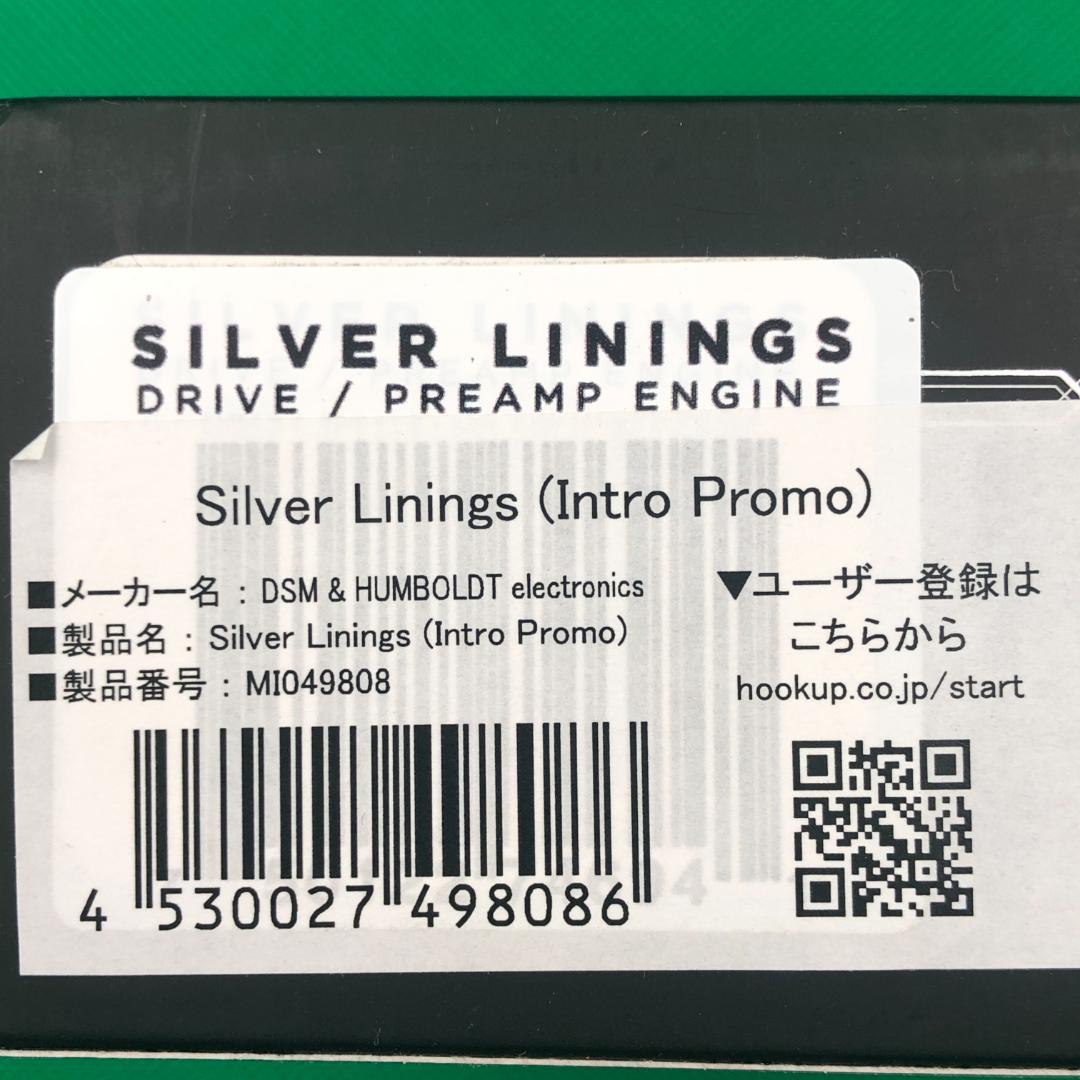 SILVER LININGS
DRIVE / PREAMP ENGINE
Silver Linings (Intro Promo)
■メーカー名 : DSM & HUMBOLDT electronics
■製品名 : Silver Linings (Intro Promo)
■製品番号 : MI049808
▼ユーザー登録は
こちらから
hookup.co.jp/start
4 530027 498086